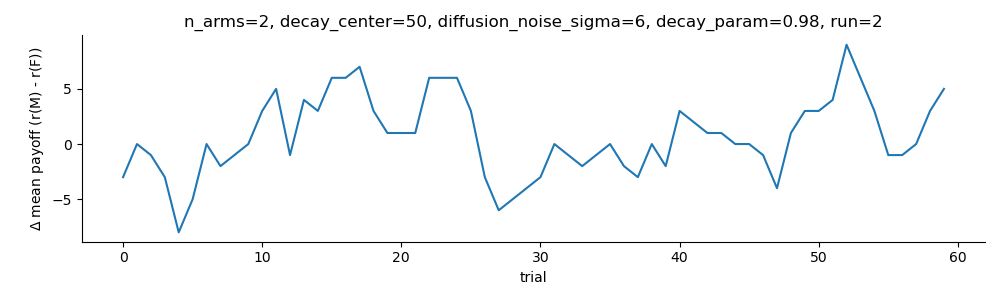 n_arms=2, decay_center=50, diffusion_noise_sigma=6, decay_param=0.98, run=2
Δ mean payoff (r(M) - r(F))
5
0
−5
0 10 20 30 40 50 60
trial